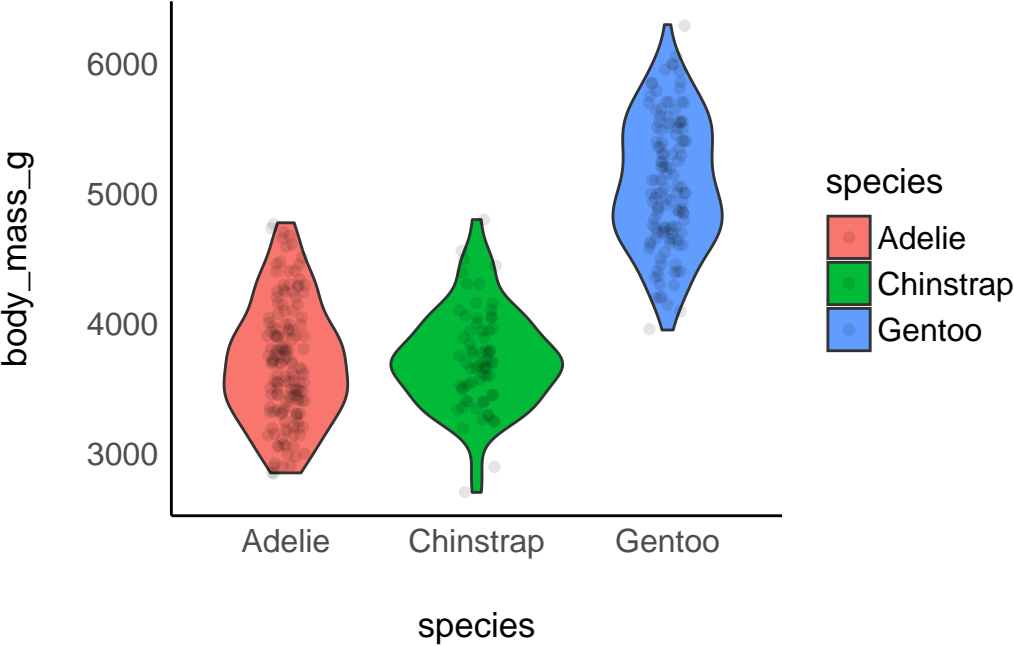 body_mass_g
6000
5000
4000
3000
Adelie
Chinstrap
Gentoo
species
species
Adelie
Chinstrap
Gentoo